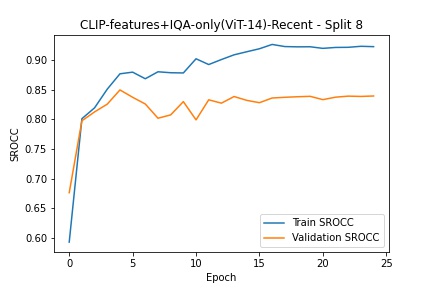 CLIP-features+IQA-only(ViT-14)-Recent - Split 8
SROCC
0.90
0.85
0.80
0.75
0.70
0.65
0.60
Train SROCC
Validation SROCC
0 5 10 15 20 25
Epoch